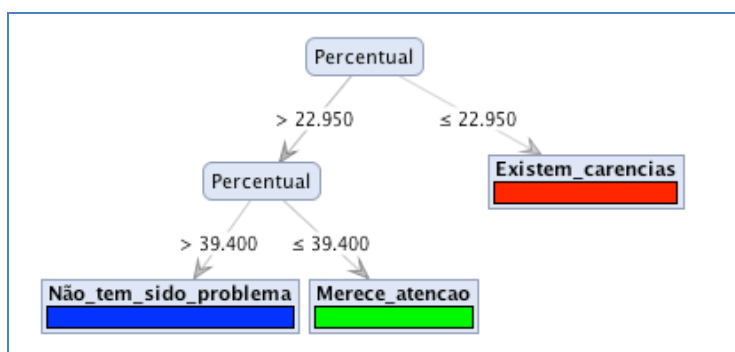 Percentual
> 22.950
≤ 22.950
Percentual
Existem_carencias
> 39.400
≤ 39.400
Não_tem_sido_problema
Merece_atencao